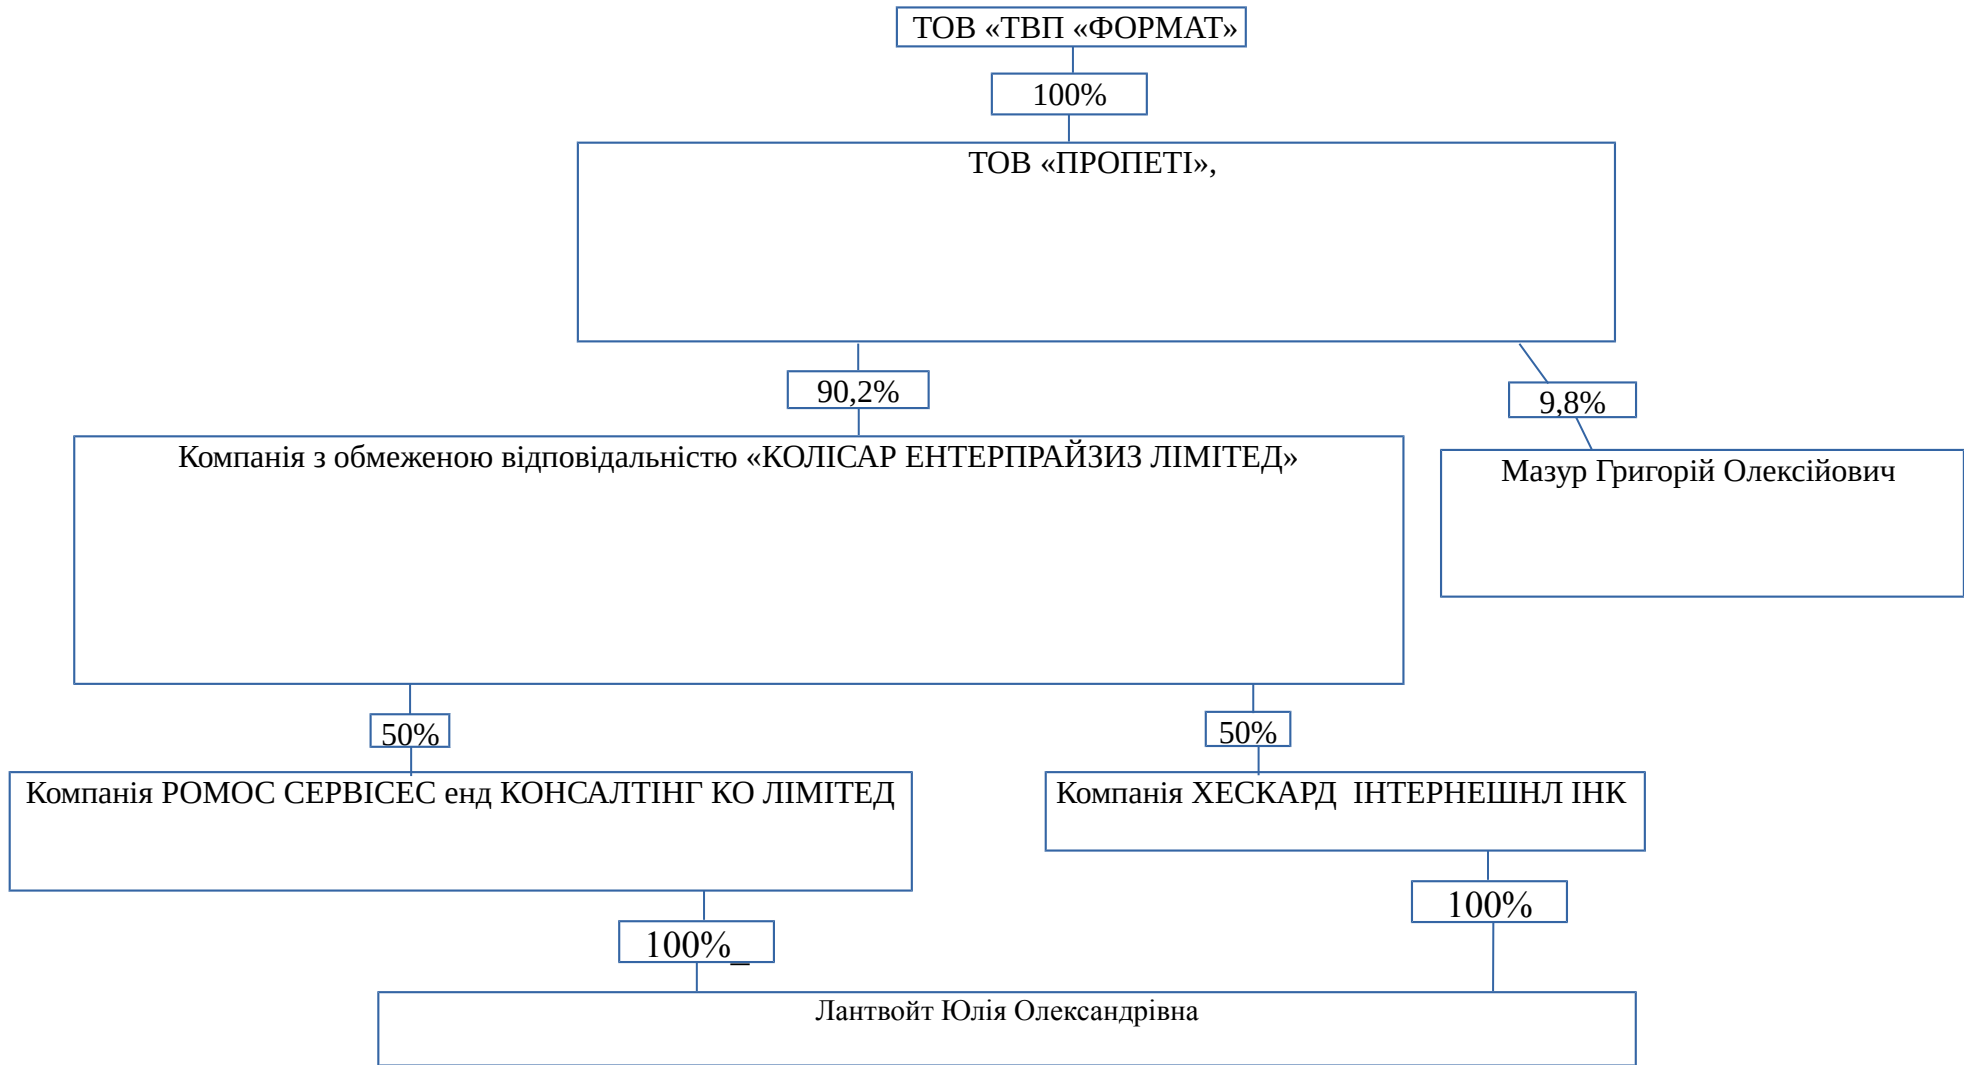 ТОВ «ТВП «ФОРМАТ»
100%
ТОВ «ПРОПЕТІ»,
90,2%
9,8%
Компанія з обмеженою відповідальністю «КОЛІСАР ЕНТЕРПРАЙЗИЗ ЛІМІТЕД»
Мазур Григорій Олексійович
50%
50%
Компанія РОМОС СЕРВІСЕС енд КОНСАЛТІНГ КО ЛІМІТЕД
Компанія ХЕСКАРД  ІНТЕРНЕШНЛ ІНК
100%
100%_
Лантвойт Юлія Олександрівна